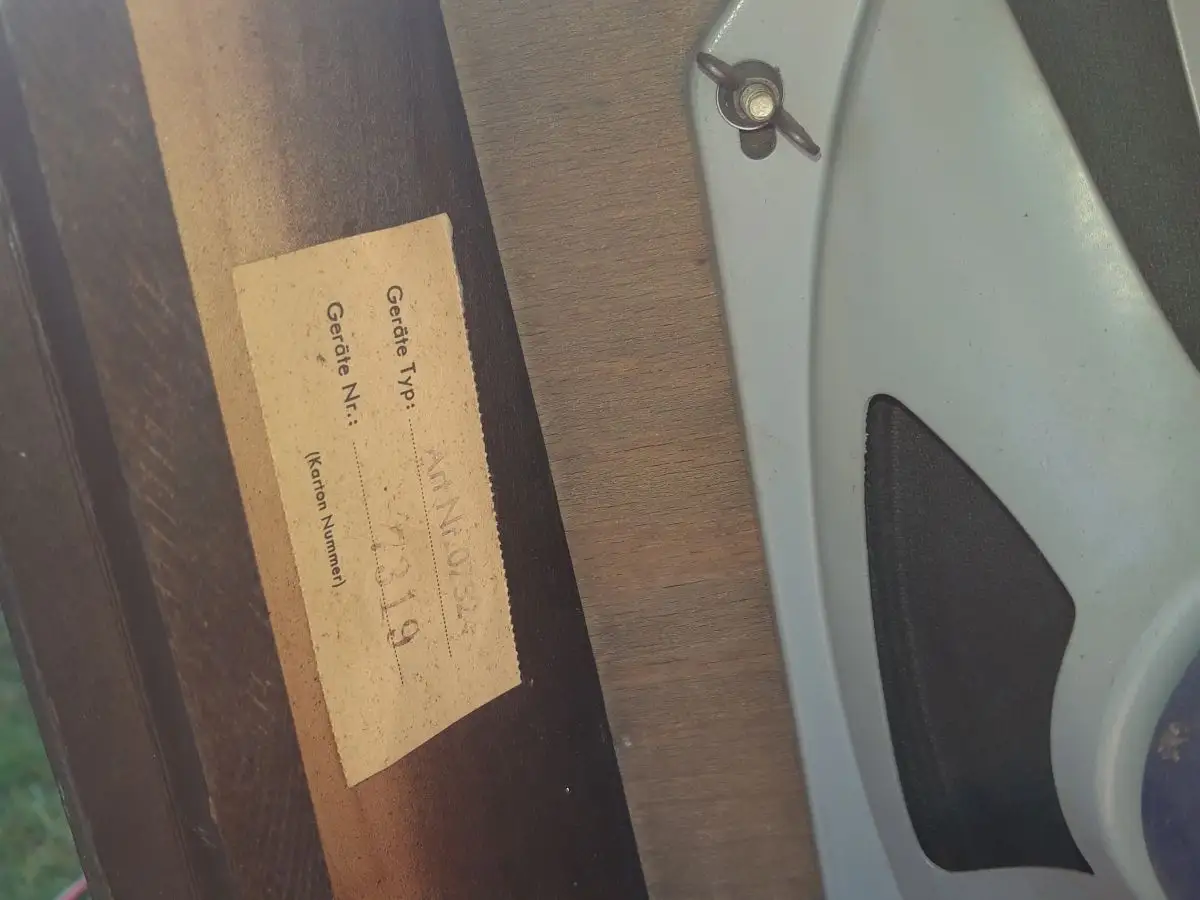 Geräte Typ: Art Nr. 07324
Geräte Nr.: 7319
(Karton Nummer)